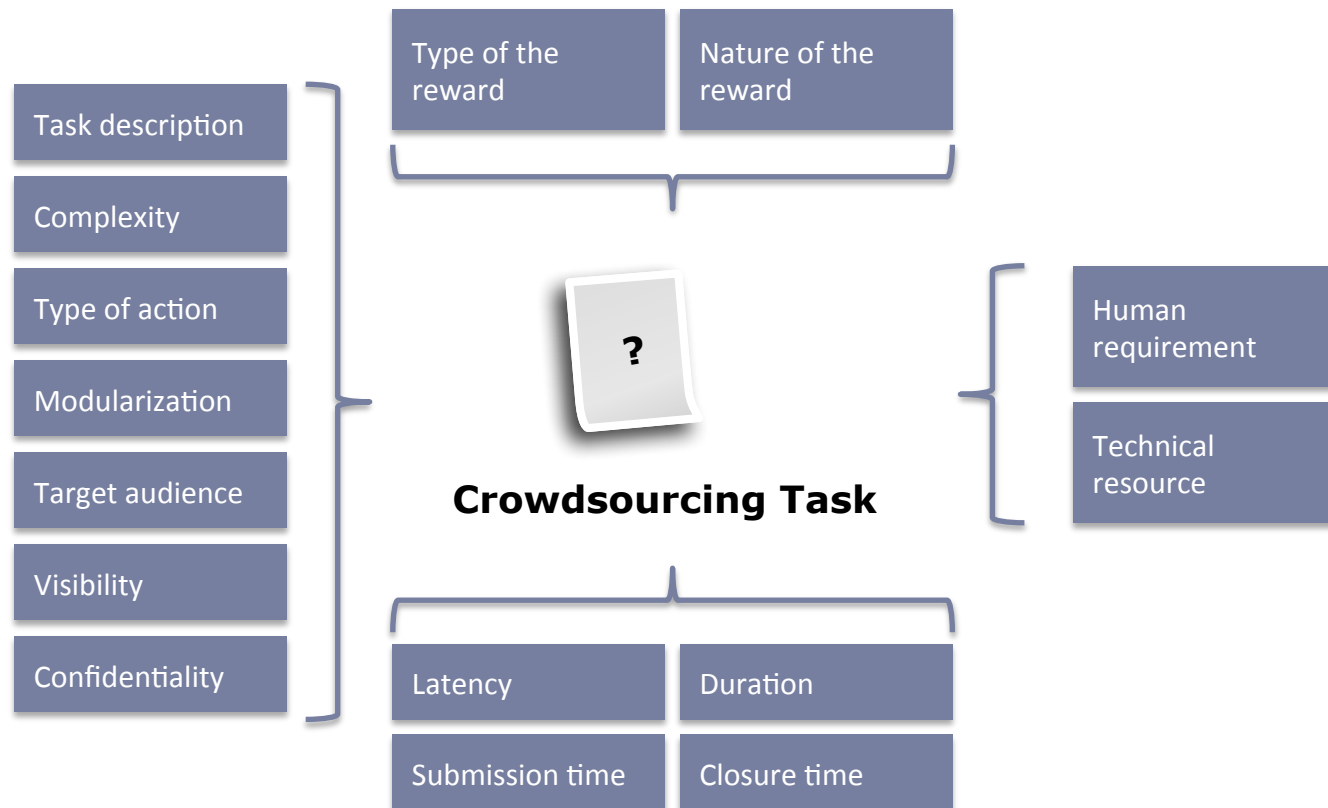 Type of the
reward
Nature of the
reward
Task description
Complexity
Type of action
Modularization
Target audience
Visibility
Confidentiality
?
Crowdsourcing Task
Human
requirement
Technical
resource
Latency
Duration
Submission time
Closure time